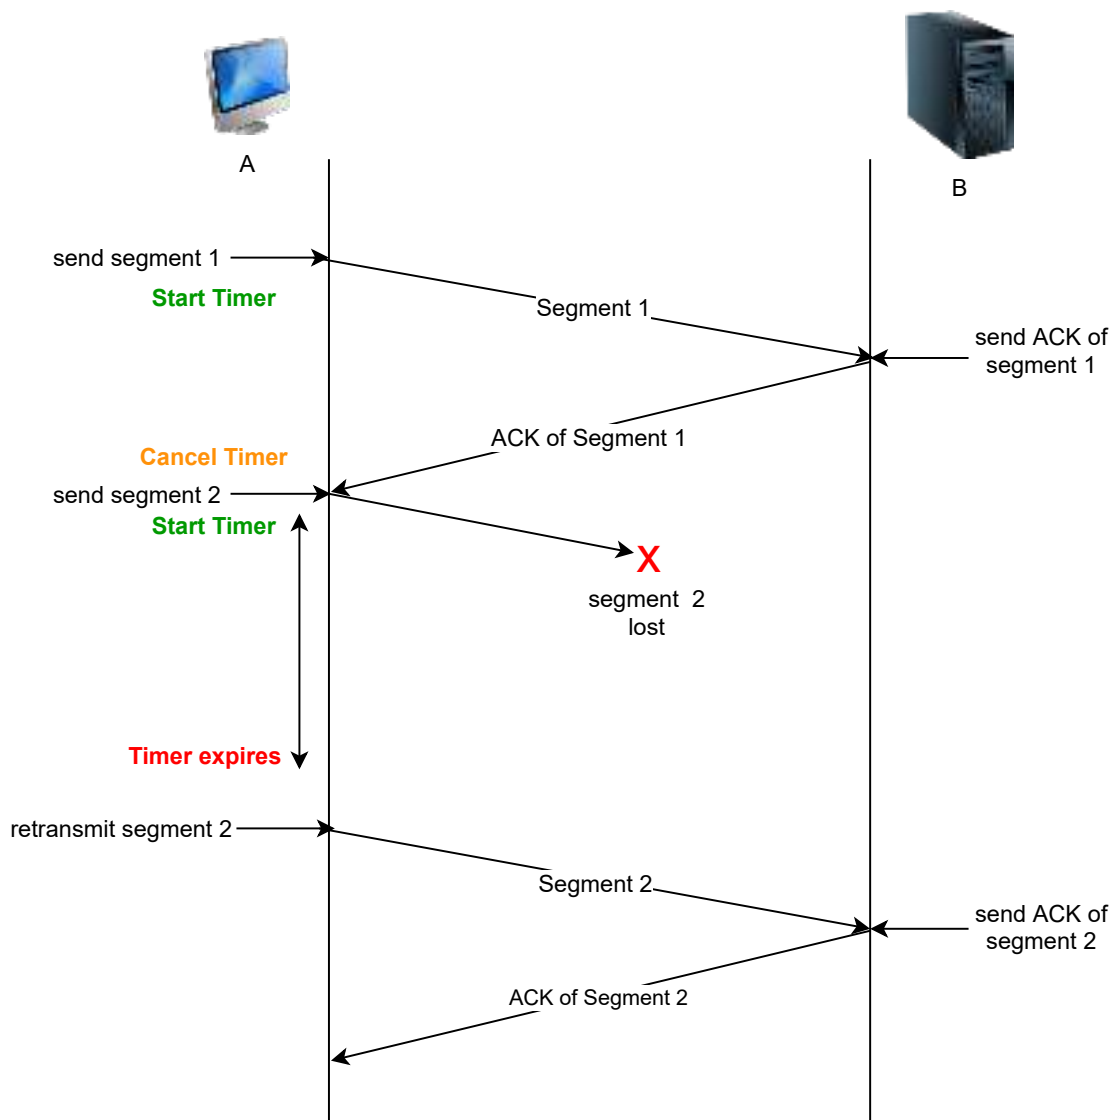 A
B
send segment 1
Start Timer
Segment 1
send ACK of
segment 1
ACK of Segment 1
Cancel Timer
send segment 2
Start Timer
X
segment  2
lost
Timer expires
retransmit segment 2
Segment 2
send ACK of
segment 2
ACK of Segment 2